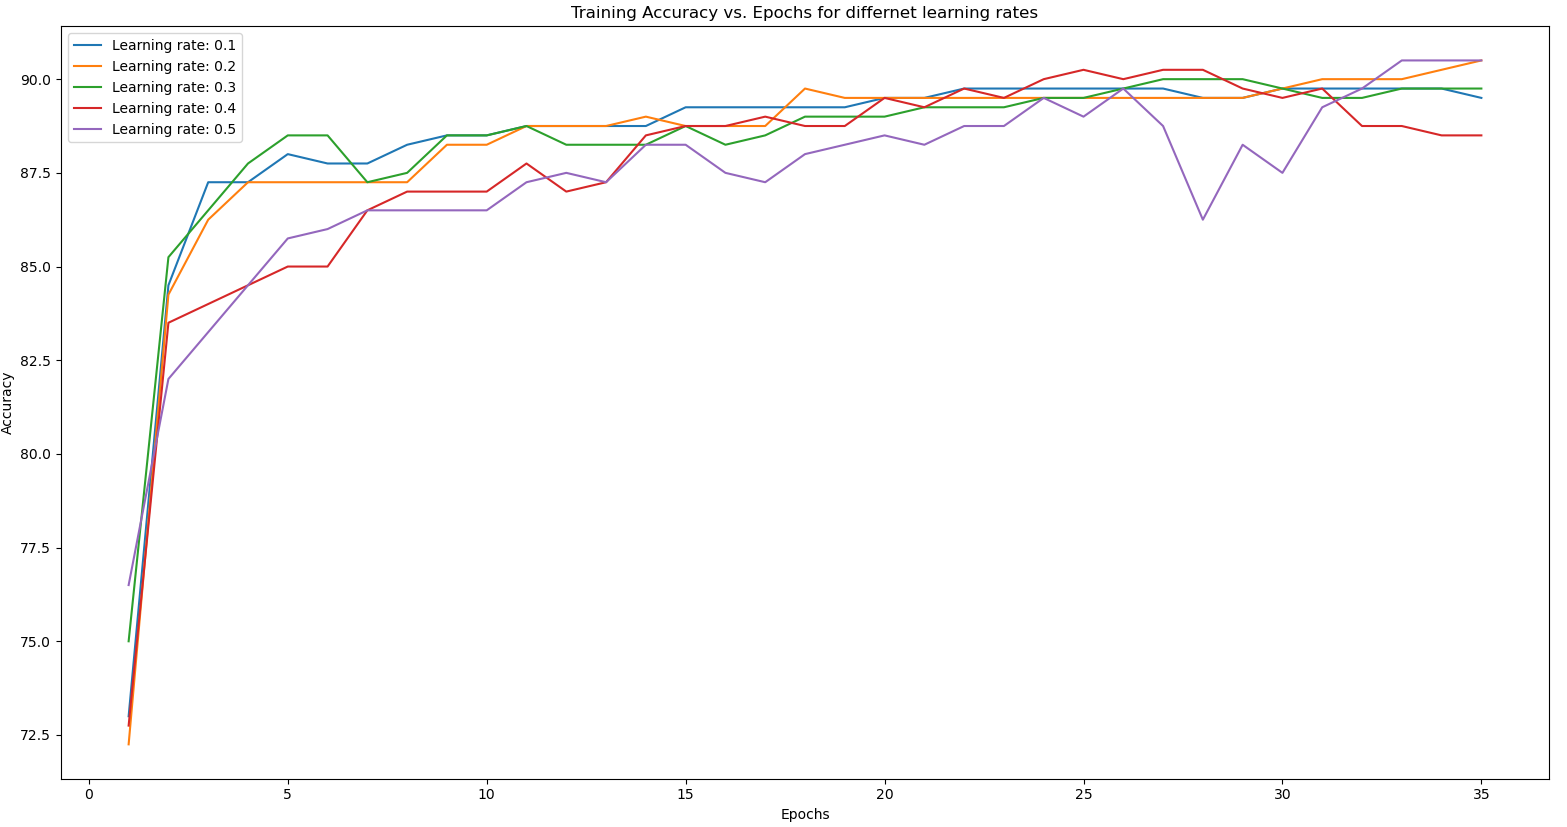 Training Accuracy vs. Epochs for differnet learning rates
Learning rate: 0.1
Learning rate: 0.2
Learning rate: 0.3
Learning rate: 0.4
Learning rate: 0.5
90.0
87.5
85.0
82.5
80.0
77.5
75.0
72.5
Accuracy
0 5 10 15 20 25 30 35
Epochs